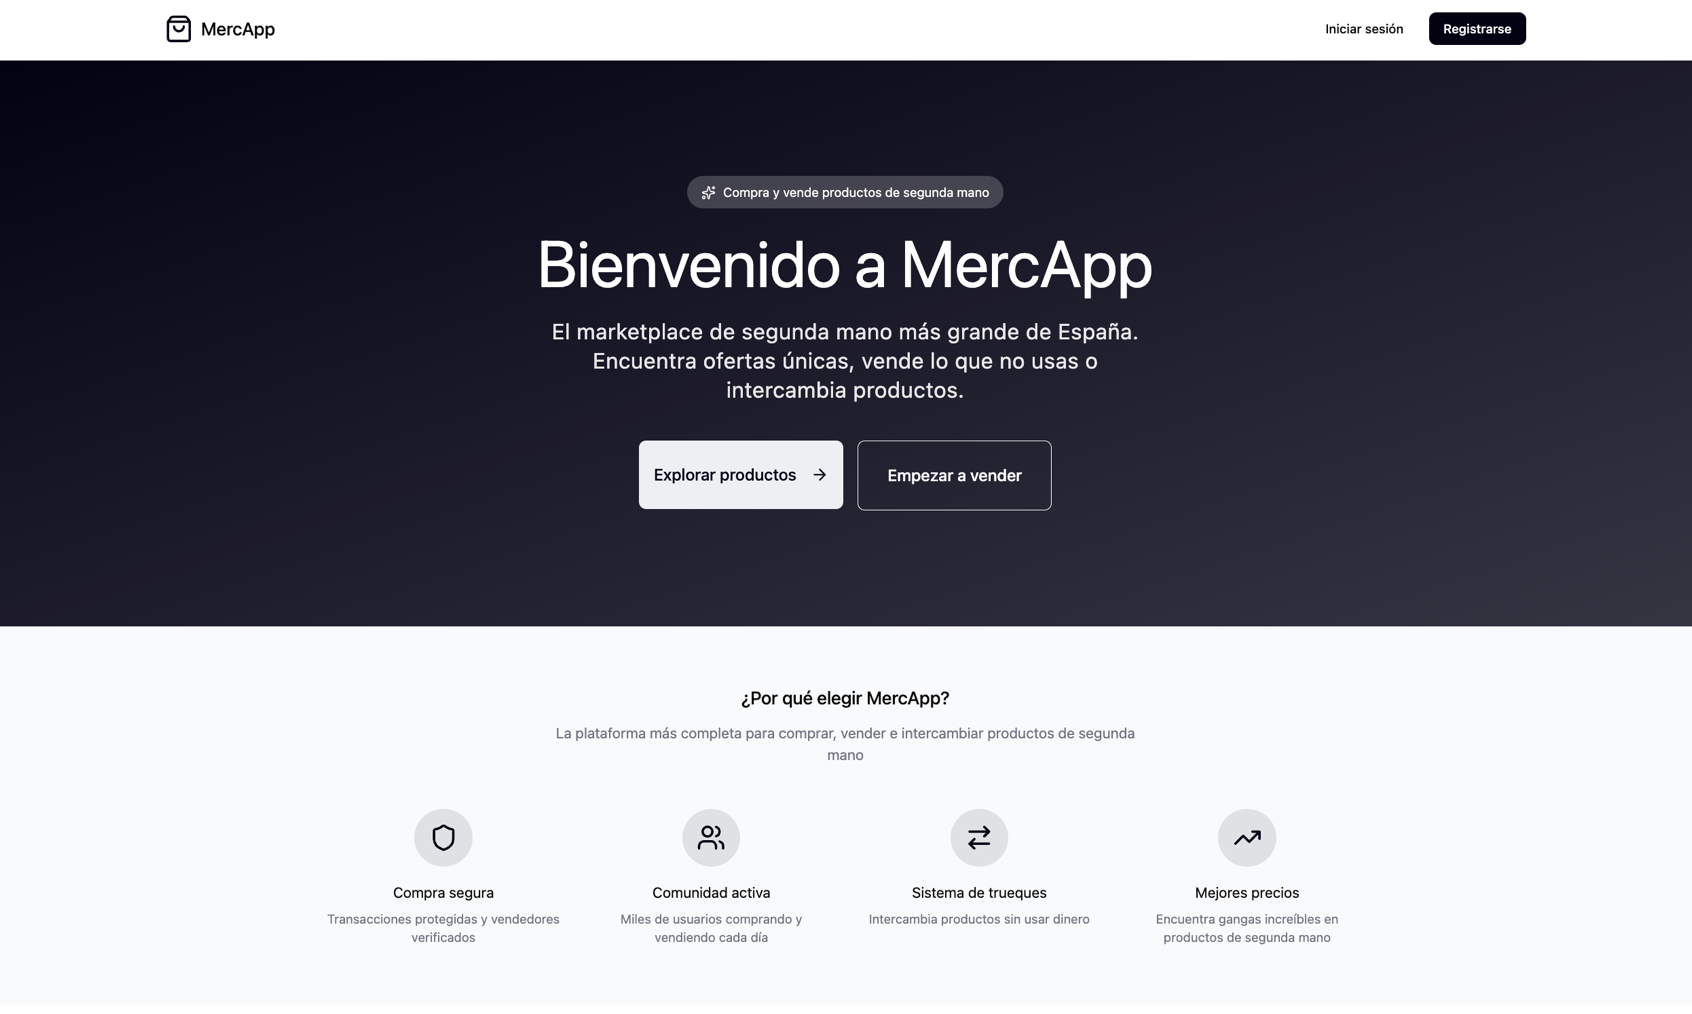 MercApp
Iniciar sesión
Registrarse
Compra y vende productos de segunda mano
Bienvenido a MercApp
El marketplace de segunda mano más grande de España.
Encuentra ofertas únicas, vende lo que no usas o
intercambia productos.
Explorar productos
Empezar a vender
¿Por qué elegir MercApp?
La plataforma más completa para comprar, vender e intercambiar productos de segunda
mano
Compra segura
Transacciones protegidas y vendedores
verificados
Comunidad activa
Miles de usuarios comprando y
vendiendo cada día
Sistema de trueques
Intercambia productos sin usar dinero
Mejores precios
Encuentra gangas increíbles en
productos de segunda mano